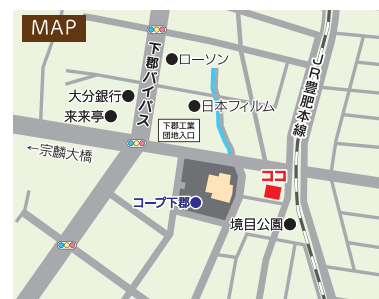 MAP
下郡バイパス
ローソン
JR豊肥本線
大分銀行
来来亭
日本フィルム
下郡工業
団地入口
←宗麟大橋
ココ
コープ下郡
境目公園